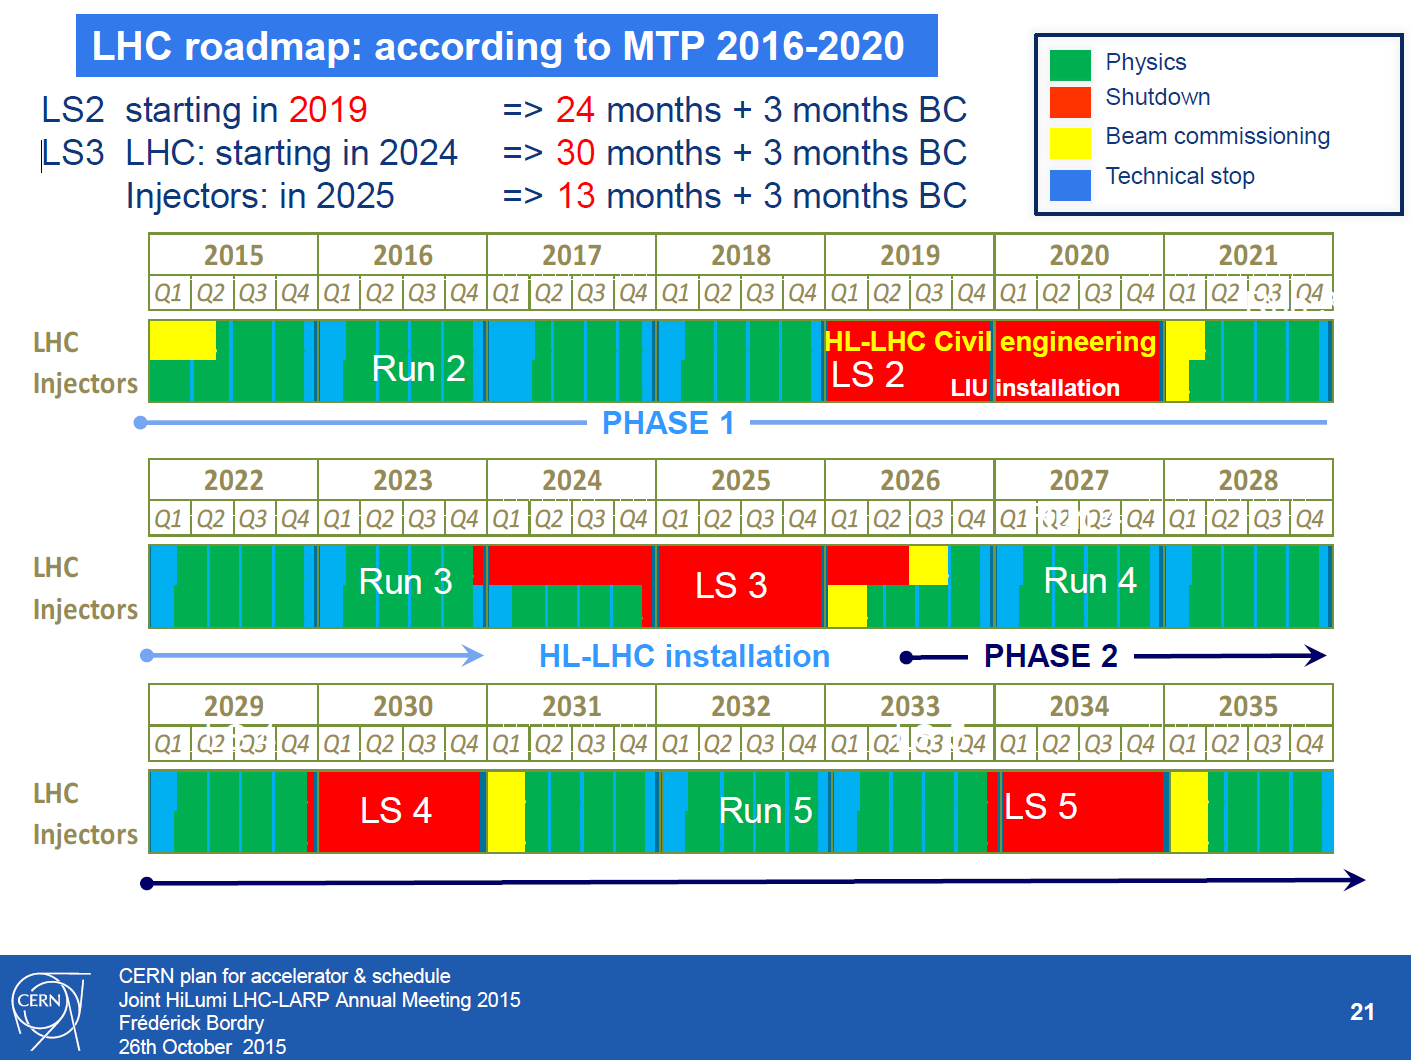 LHC roadmap: according to MTP 2016-2020
Physics
Shutdown
Beam commissioning
Technical stop
LS2 starting in 2019 => 24 months + 3 months BC
LS3 LHC: starting in 2024 => 30 months + 3 months BC
Injectors: in 2025 => 13 months + 3 months BC
2015 2016 2017 2018 2019 2020 2021
Q1 Q2 Q3 Q4 Q1 Q2 Q3 Q4 Q1 Q2 Q3 Q4 Q1 Q2 Q3 Q4 Q1 Q2 Q3 Q4 Q1 Q2 Q3 Q4 Q1 Q2 Q3 Q4
LHC HL-LHC Civil engineering
Run 2 LS 2
Injectors LIU installation
PHASE 1
2022 2023 2024 2025 2026 2027 2028
Q1 Q2 Q3 Q4 Q1 Q2 Q3 Q4 Q1 Q2 Q3 Q4 Q1 Q2 Q3 Q4 Q1 Q2 Q3 Q4 Q1 Q2 Q3 Q4 Q1 Q2 Q3 Q4
LHC
Run 3 LS 3 Run 4
Injectors
HL-LHC installation PHASE 2
2029 2030 2031 2032 2033 2034 2035
Q1 Q2 Q3 Q4 Q1 Q2 Q3 Q4 Q1 Q2 Q3 Q4 Q1 Q2 Q3 Q4 Q1 Q2 Q3 Q4 Q1 Q2 Q3 Q4 Q1 Q2 Q3 Q4
LHC
LS 4 Run 5 LS 5
Injectors
CERN
CERN plan for accelerator & schedule
Joint HiLumi LHC-LARP Annual Meeting 2015
Frédérick Bordry
26th October 2015
21